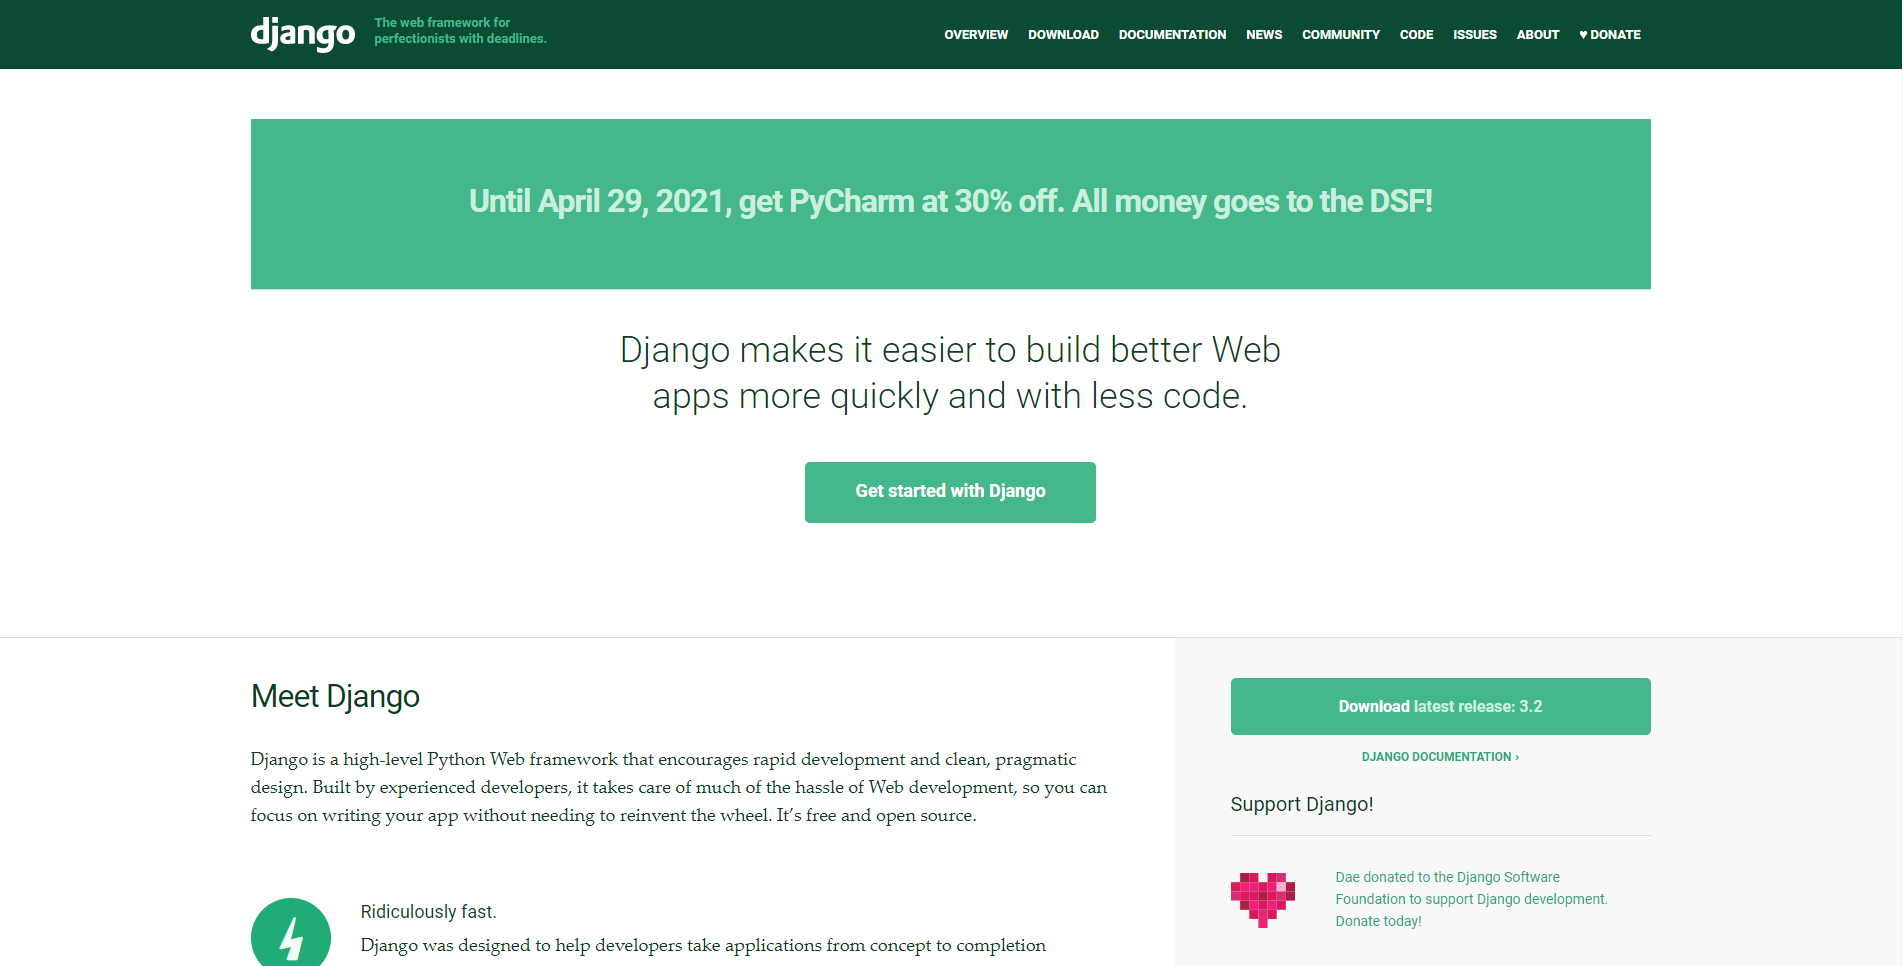 django
The web framework for
perfectionists with deadlines.
OVERVIEW DOWNLOAD DOCUMENTATION NEWS COMMUNITY CODE ISSUES ABOUT ♥ DONATE
Until April 29, 2021, get PyCharm at 30% off. All money goes to the DSF!
Django makes it easier to build better Web
apps more quickly and with less code.
Get started with Django
Meet Django
Django is a high-level Python Web framework that encourages rapid development and clean, pragmatic
design. Built by experienced developers, it takes care of much of the hassle of Web development, so you can
focus on writing your app without needing to reinvent the wheel. It’s free and open source.
Ridiculously fast.
Django was designed to help developers take applications from concept to completion
Download latest release: 3.2
DJANGO DOCUMENTATION ›
Support Django!
Dae donated to the Django Software
Foundation to support Django development.
Donate today!